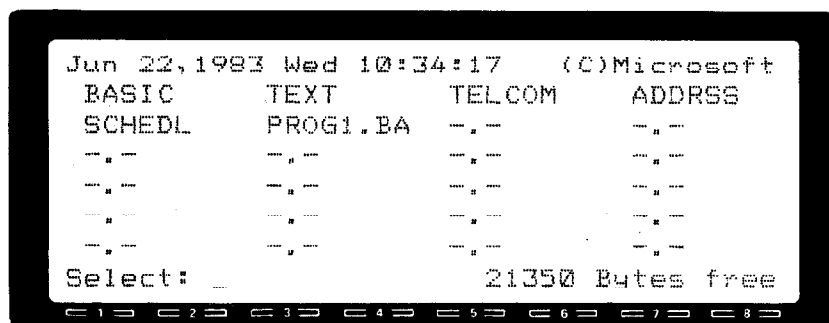 Jun 22,1983 Wed 10:34:17 (C)Microsoft
BASIC TEXT TELCOM ADDRSS
SCHEDL PROG1.BA -.- -.-
-.- -.- -.- -.-
-.- -.- -.- -.-
-.- -.- -.- -.-
-.- -.- -.- -.-
Select: _ 21350 Bytes free
1 2 3 4 5 6 7 8